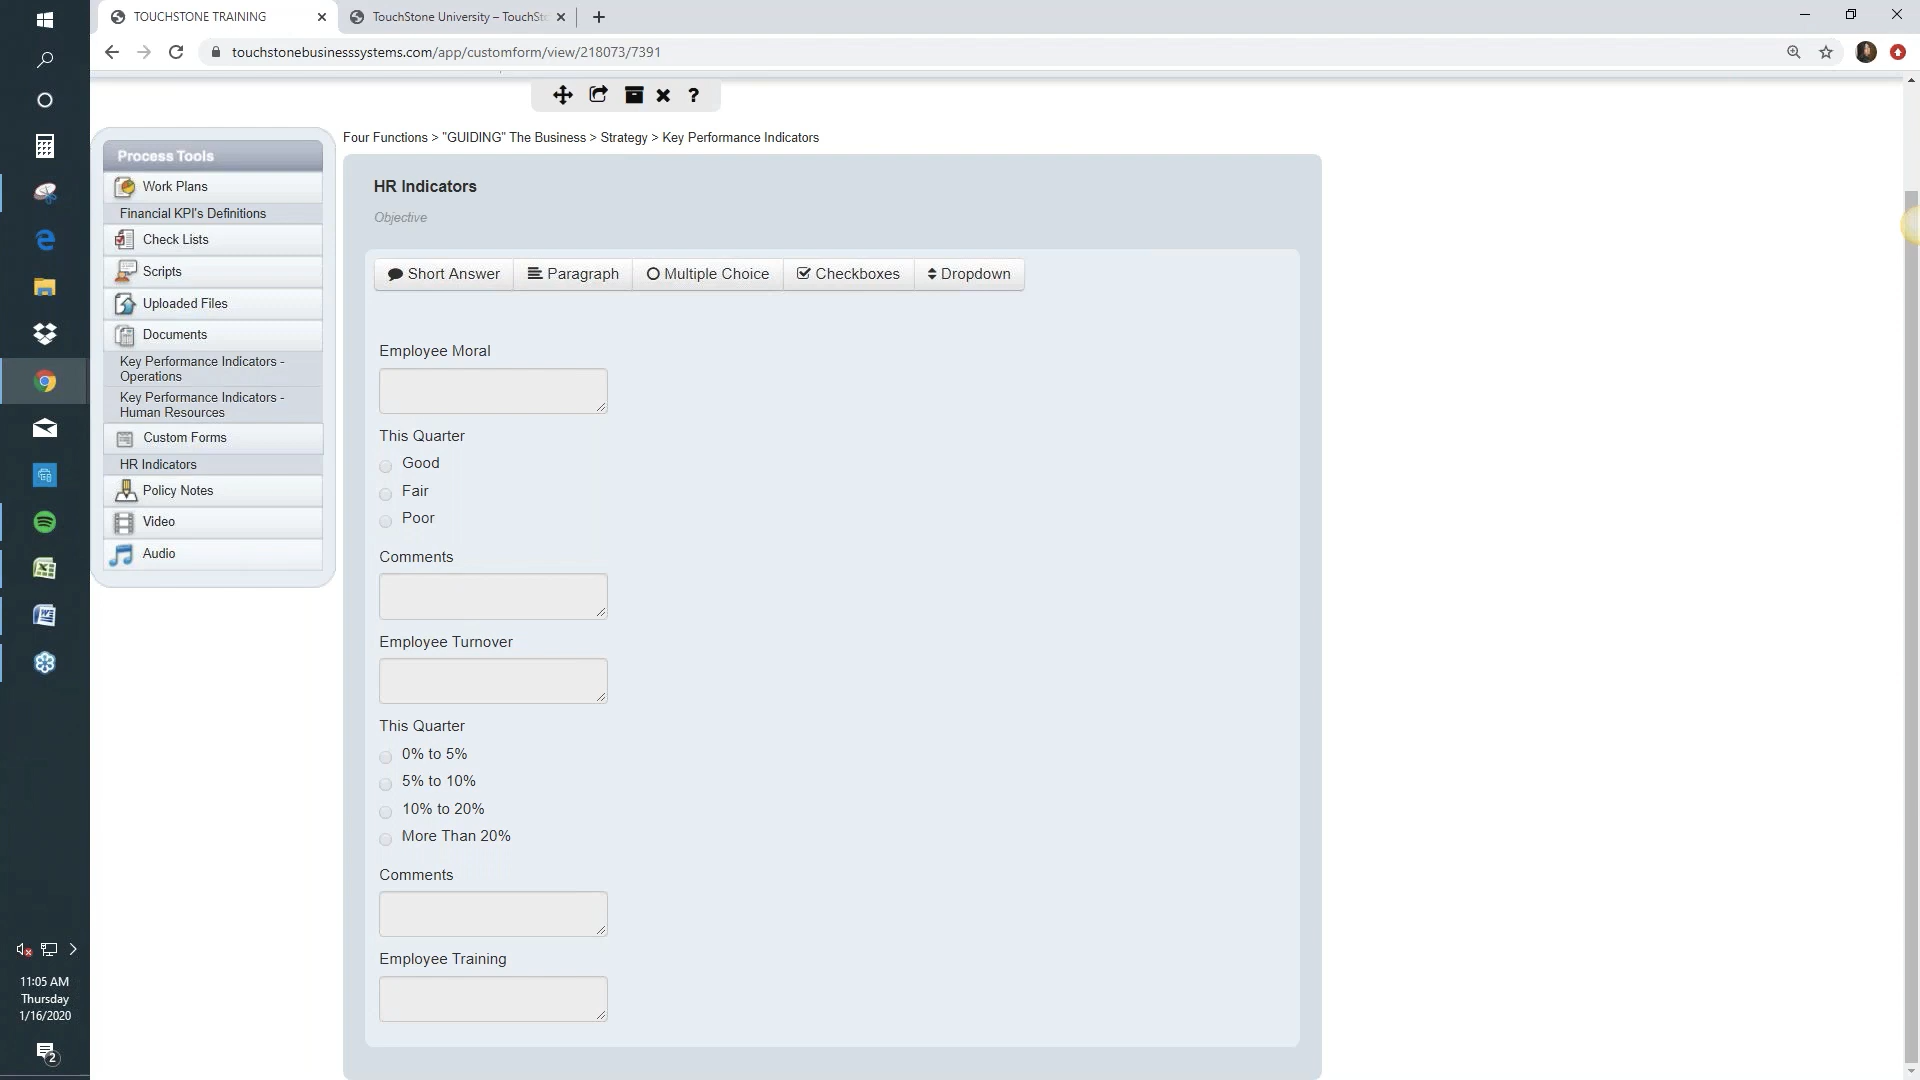 TOUCHSTONE TRAINING
TouchStone University – TouchSt
touchstonebusinesssystems.com/app/customform/view/218073/7391
?
Four Functions > "GUIDING" The Business > Strategy > Key Performance Indicators
Process Tools
Work Plans
Financial KPI's Definitions
Check Lists
Scripts
Uploaded Files
Documents
Key Performance Indicators -
Operations
Key Performance Indicators -
Human Resources
Custom Forms
HR Indicators
Policy Notes
Video
Audio
HR Indicators
Objective
Short Answer
Paragraph
Multiple Choice
Checkboxes
Dropdown
Employee Moral
This Quarter
Good
Fair
Poor
Comments
Employee Turnover
This Quarter
0% to 5%
5% to 10%
10% to 20%
More Than 20%
Comments
Employee Training
11:05 AM
Thursday
1/16/2020
2